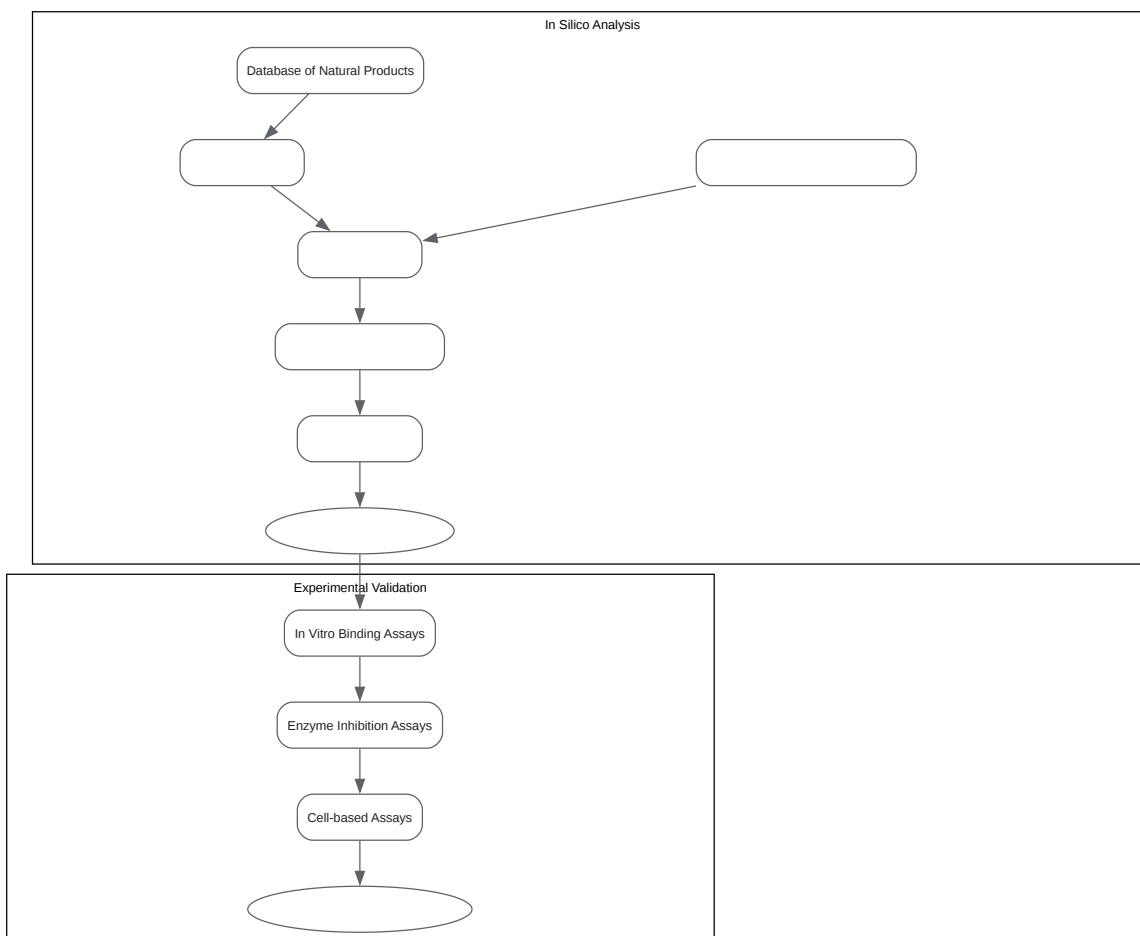 In Silico Analysis
Database of Natural Products
Experimental Validation
In Vitro Binding Assays
Enzyme Inhibition Assays
Cell-based Assays